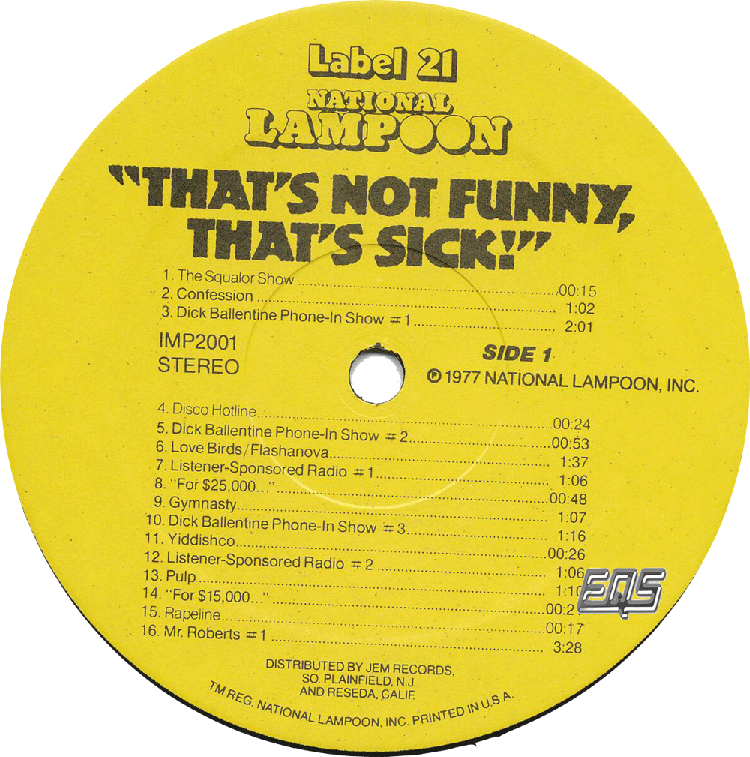 Label 21
NATIONAL
LAMPOON
"THAT'S NOT FUNNY,
THAT'S SICK!"
1. The Squalor Show 00:15
2. Confession 1:02
3. Dick Ballentine Phone-In Show #1 2:01
IMP2001
STEREO
SIDE 1
℗ 1977 NATIONAL LAMPOON, INC.
4. Disco Hotline 00:24
5. Dick Ballentine Phone-In Show #2 00:53
6. Love Birds/Flashanova 1:37
7. Listener-Sponsored Radio #1 1:06
8. "For $25,000..." 00:48
9. Gymnasty 1:07
10. Dick Ballentine Phone-In Show #3 1:16
11. Yiddishco 00:26
12. Listener-Sponsored Radio #2 1:06
13. Pulp
14. "For $15,000..."
15. Rapeline 00:17
16. Mr. Roberts #1 3:28
EQS
DISTRIBUTED BY JEM RECORDS,
SO. PLAINFIELD, N.J.
AND RESEDA, CALIF.
TM REG. NATIONAL LAMPOON, INC. PRINTED IN U.S.A.